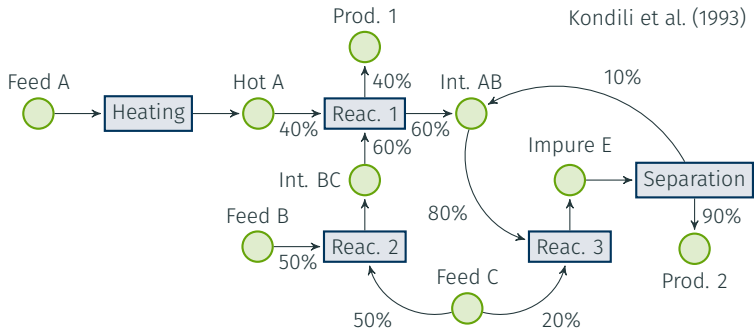 Prod. 1
Kondili et al. (1993)
Feed A
Hot A
Int. AB
10%
Heating
40%
Reac. 1
40%
60%
60%
Impure E
Int. BC
Separation
Feed B
80%
90%
50%
Reac. 2
Reac. 3
Feed C
Prod. 2
50%
20%